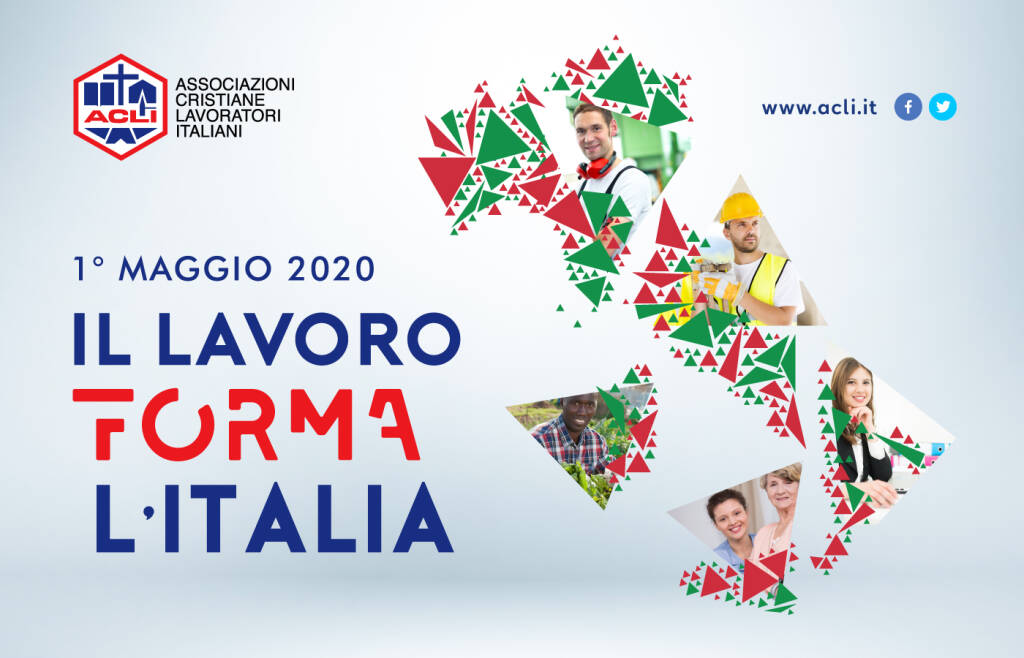 ACLi
ASSOCIAZIONI
CRISTIANE
LAVORATORI
ITALIANI
www.acli.it
1° MAGGIO 2020
IL LAVORO
FORMA
L'ITALIA